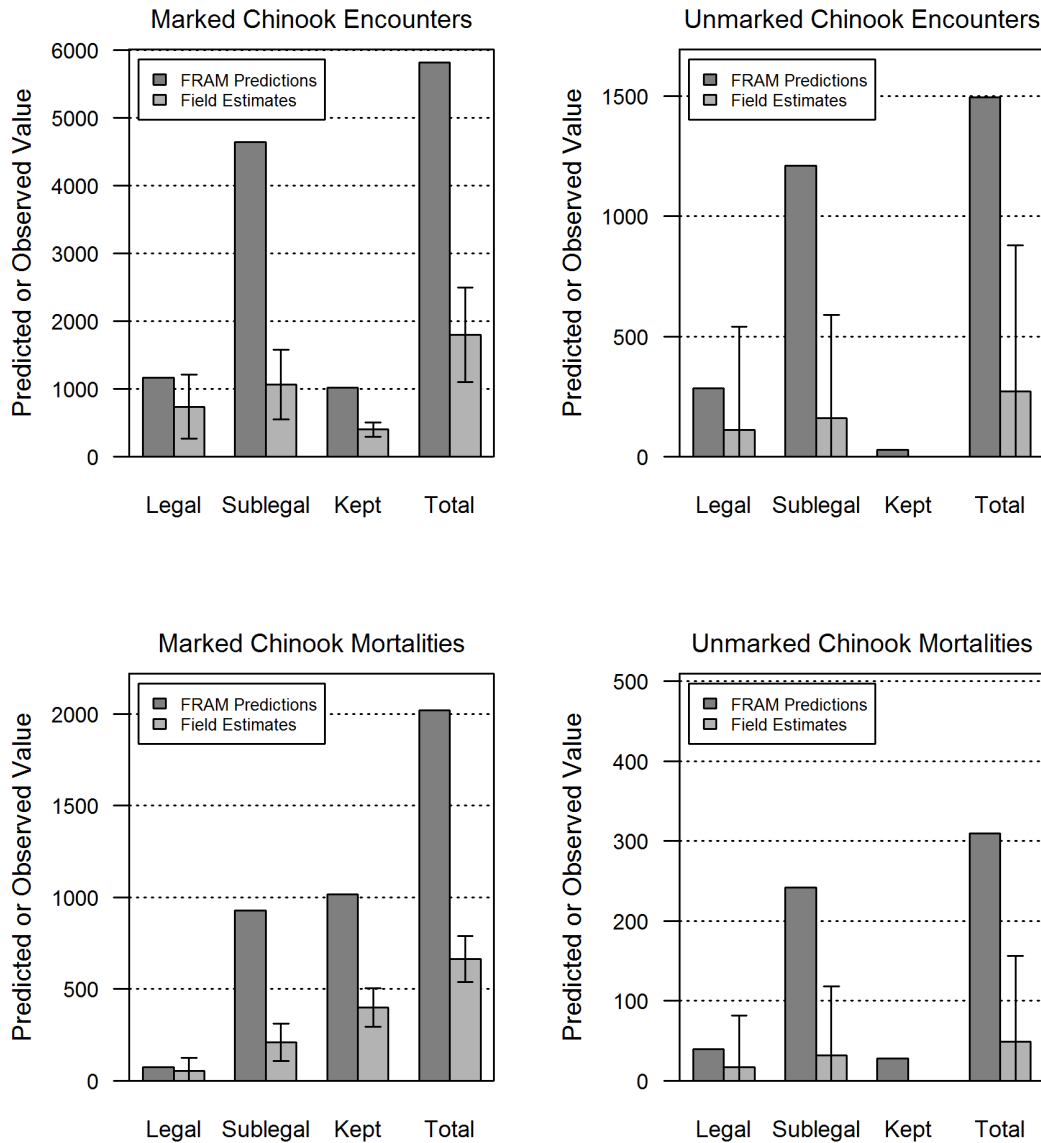 Marked Chinook Encounters
Predicted or Observed Value
6000
5000
4000
3000
2000
1000
0
FRAM Predictions
Field Estimates
Legal Sublegal Kept Total
Unmarked Chinook Encounters
Predicted or Observed Value
1500
1000
500
0
FRAM Predictions
Field Estimates
Legal Sublegal Kept Total
Marked Chinook Mortalities
Predicted or Observed Value
2000
1500
1000
500
0
FRAM Predictions
Field Estimates
Legal Sublegal Kept Total
Unmarked Chinook Mortalities
Predicted or Observed Value
500
400
300
200
100
0
FRAM Predictions
Field Estimates
Legal Sublegal Kept Total